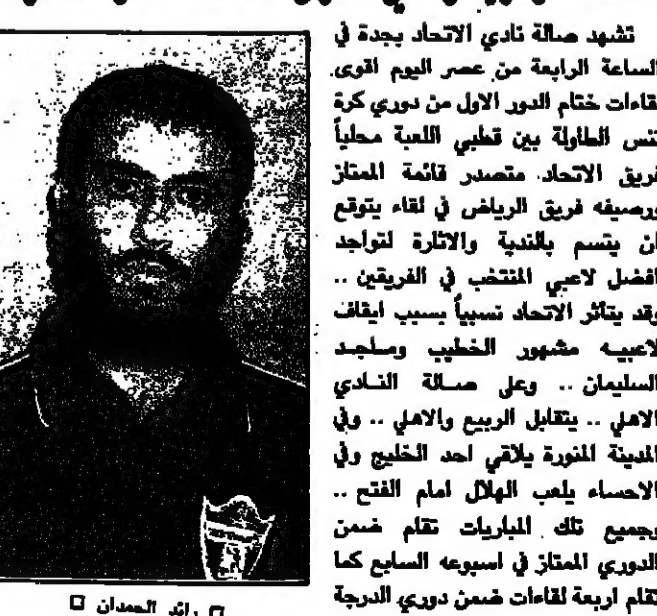 تشهد صالة نادي الاتحاد بجدة في
الساعة الرابعة من عصر اليوم اقوى
لقاءات ختام الدور الاول من دوري كرة
تنس الطاولة بين قطبي اللعبة محلياً
فريق الاتحاد. متصدر قائمة الممتاز
ورصيفه فريق الرياض في لقاء يتوقع
ان يتسم بالندية والاثارة لتواجد
افضل لاعبي المنتخب في الفريقين ..
وقد يتأثر الاتحاد نسبياً بسبب ايقاف
لاعبيه مشهور الخطيب وماجد
السليمان .. وعلى صالة النادي
الاهلي .. يتقابل الربيع والاهلي .. وفي
المدينة المنورة يلاقي احد الخليج وفي
الاحساء يلعب الهلال امام الفتح ..
وجميع تلك المباريات تقام ضمن
الدوري الممتاز في اسبوعه السابع كما
تقام اربعة لقاءات ضمن دوري الدرجة
□ رائد الحمدان □